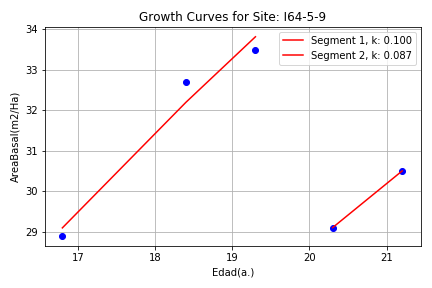 Growth Curves for Site: I64-5-9
Segment 1, k: 0.100
Segment 2, k: 0.087
AreaBasal(m2/Ha)
34
33
32
31
30
29
17 18 19 20 21
Edad(a.)